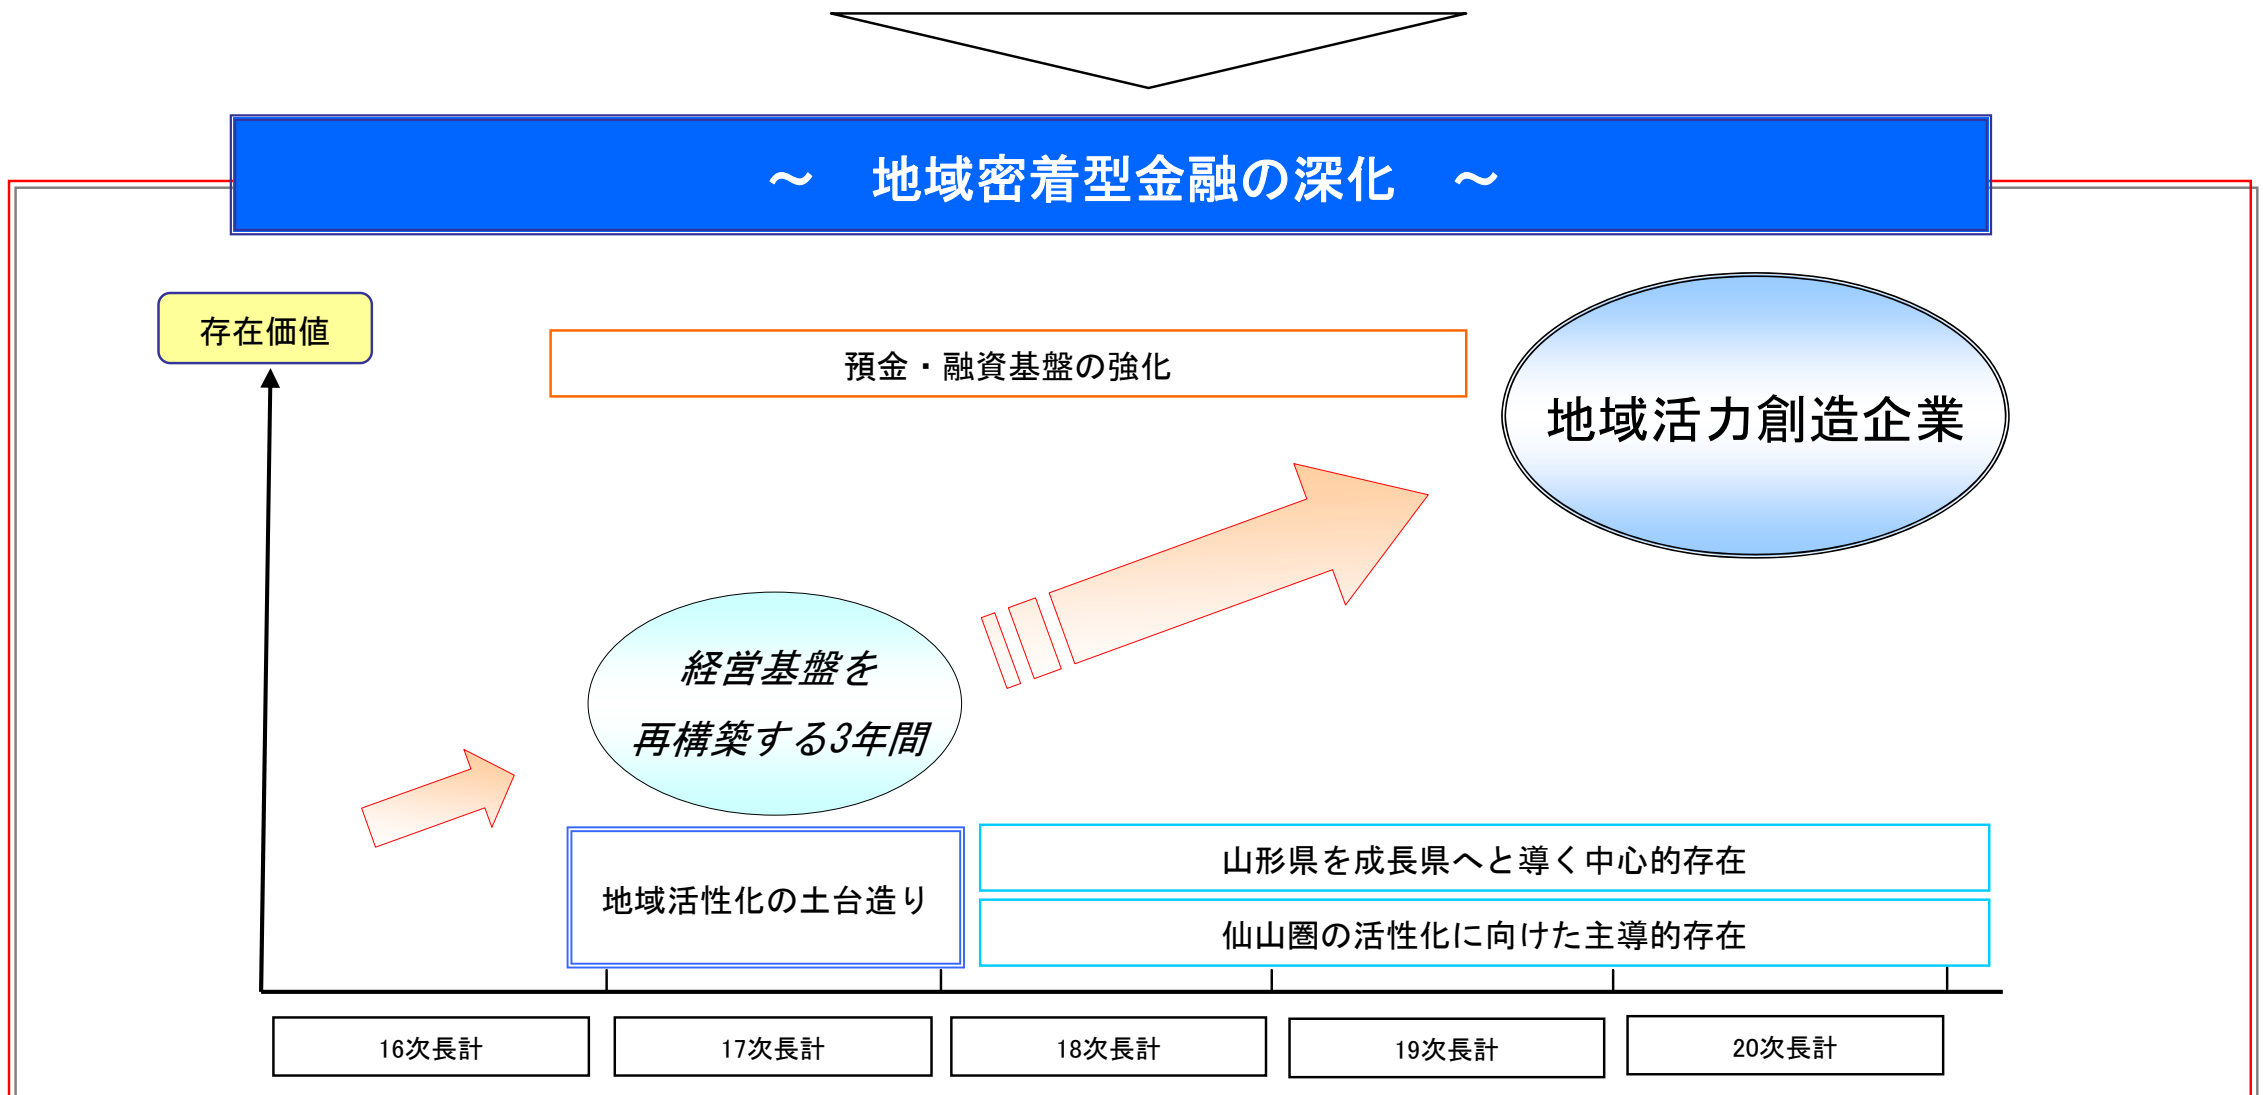 ～　地域密着型金融の深化　～
存在価値
預金・融資基盤の強化
地域活力創造企業
経営基盤を
再構築する3年間
地域活性化の土台造り
山形県を成長県へと導く中心的存在
仙山圏の活性化に向けた主導的存在
16次長計
17次長計
18次長計
19次長計
20次長計